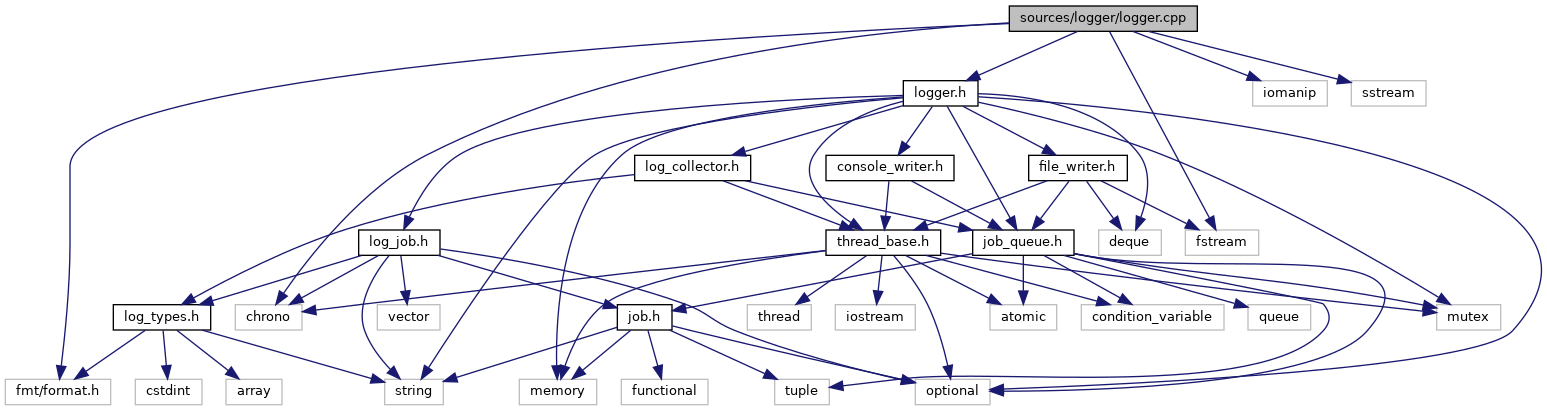 sources/logger/logger.cpp
logger.h
iomanip
sstream
log_collector.h
console_writer.h
file_writer.h
log_job.h
thread_base.h
job_queue.h
deque
fstream
log_types.h
chrono
vector
job.h
thread
iostream
atomic
condition_variable
queue
mutex
fmt/format.h
cstdint
array
string
memory
functional
tuple
optional